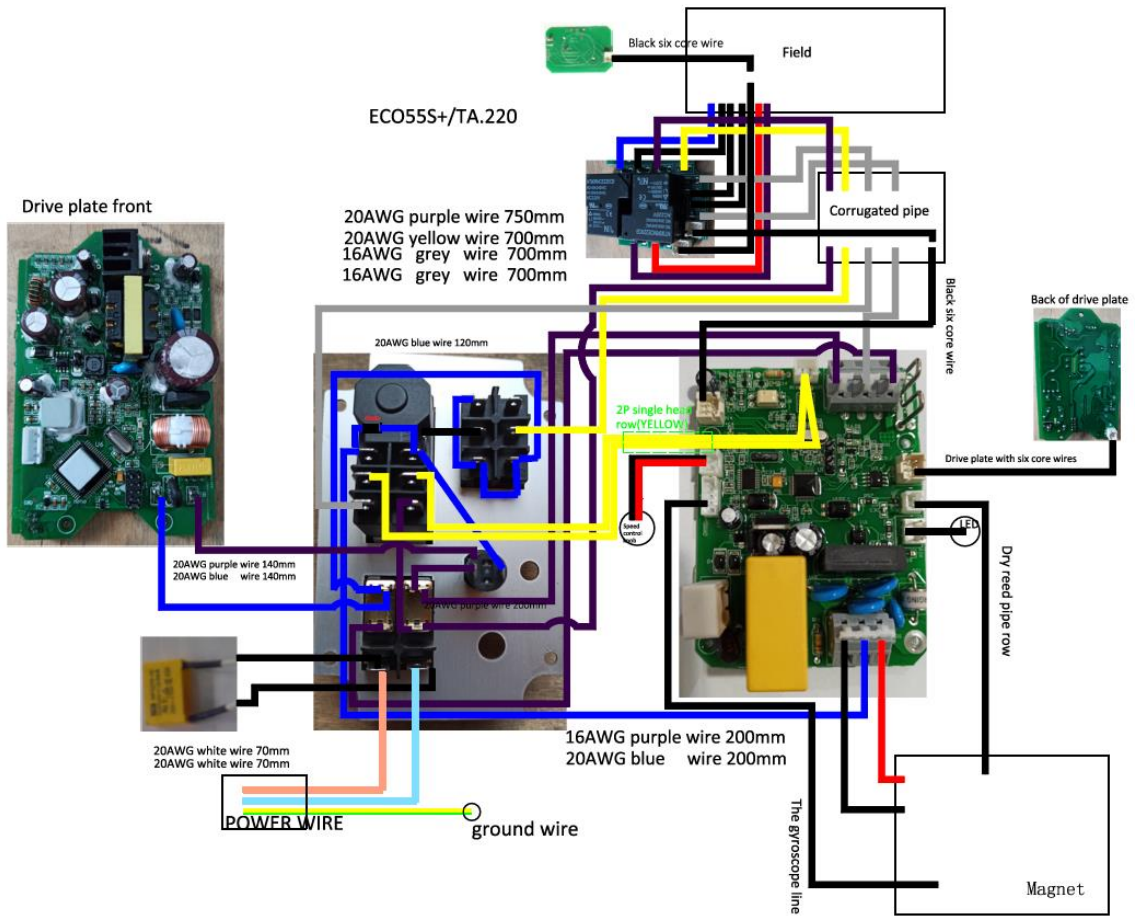 Black six core wire
Field
ECO55S+/TA.220
Drive plate front
20AWG purple wire 750mm
20AWG yellow wire 700mm
16AWG grey wire 700mm
16AWG grey wire 700mm
Corrugated pipe
Black six core wire
Back of drive plate
20AWG blue wire 120mm
2P single head
row(YELLOW)
Drive plate with six core wires
Speed
control
LED
20AWG purple wire 140mm
20AWG blue wire 140mm
20AWG purple wire 200mm
Dry reed pipe row
16AWG purple wire 200mm
20AWG blue wire 200mm
20AWG white wire 70mm
20AWG white wire 70mm
POWER WIRE
ground wire
The gyroscope line
Magnet